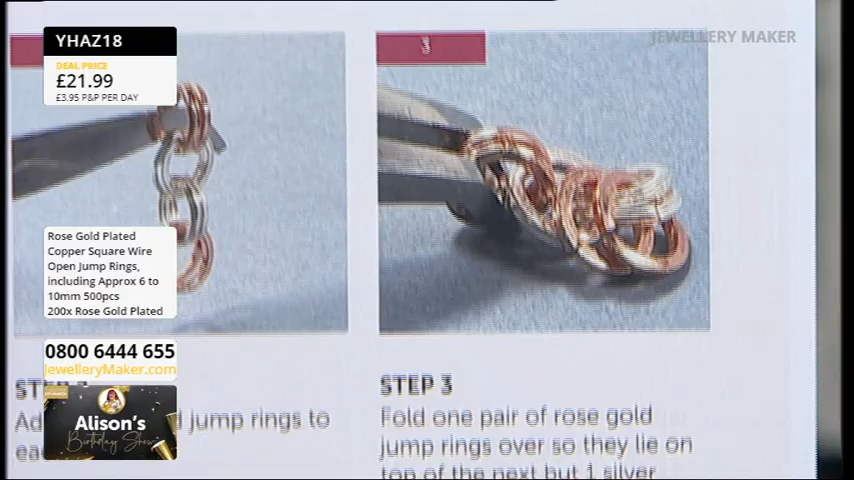 YHAZ18
DEAL PRICE
£21.99
£3.95 P&P PER DAY
JEWELLERY MAKER
3
Rose Gold Plated
Copper Square Wire
Open Jump Rings,
including Approx 6 to
10mm 500pcs
200x Rose Gold Plated
0800 6444 655
JewelleryMaker.com
Alison's
Birthday Show
jump rings to
STEP 3
Fold one pair of rose gold
jump rings over so they lie on
top of the next but 1 silver